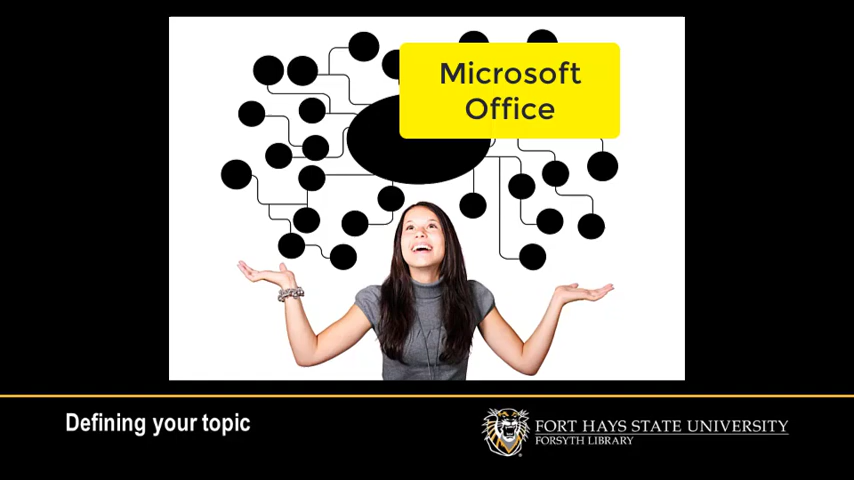 Microsoft
Office
Defining your topic
FORT HAYS STATE UNIVERSITY
FORSYTH LIBRARY